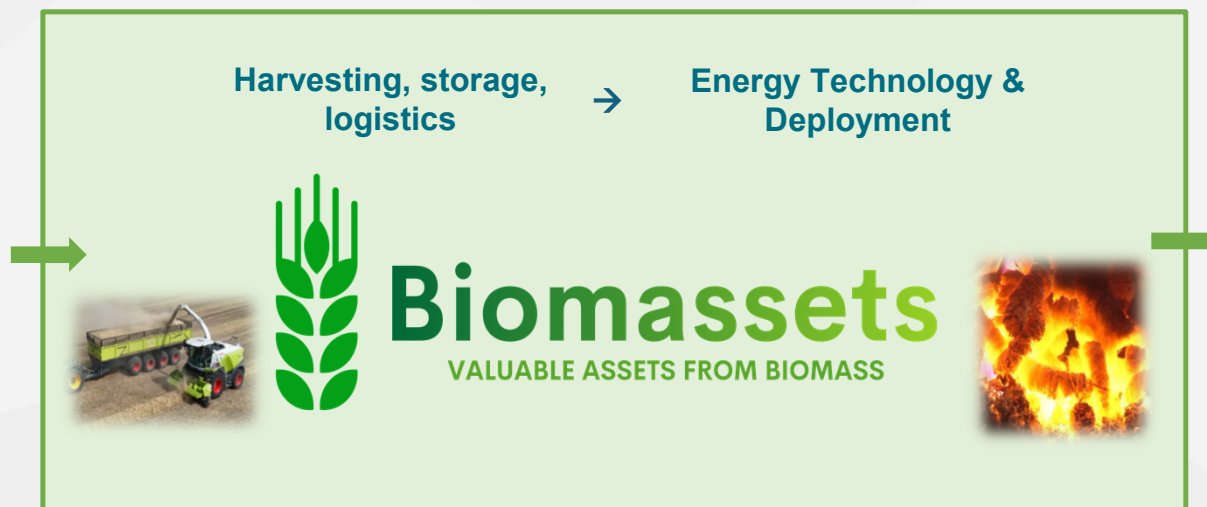 Harvesting, storage,
logistics
→
Energy Technology &
Deployment
Biomassets
VALUABLE ASSETS FROM BIOMASS